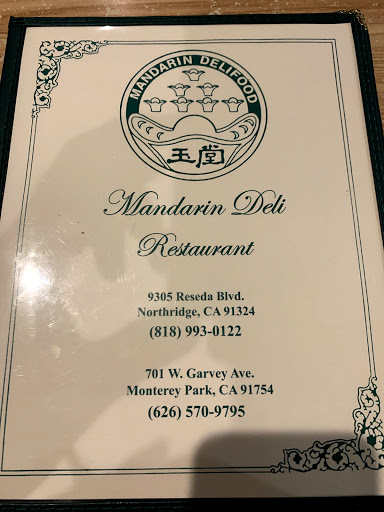 MANDARIN DELIFOOD
玉堂
Mandarin Deli
Restaurant
9305 Reseda Blvd.
Northridge, CA 91324
(818) 993-0122
701 W. Garvey Ave.
Monterey Park, CA 91754
(626) 570-9795